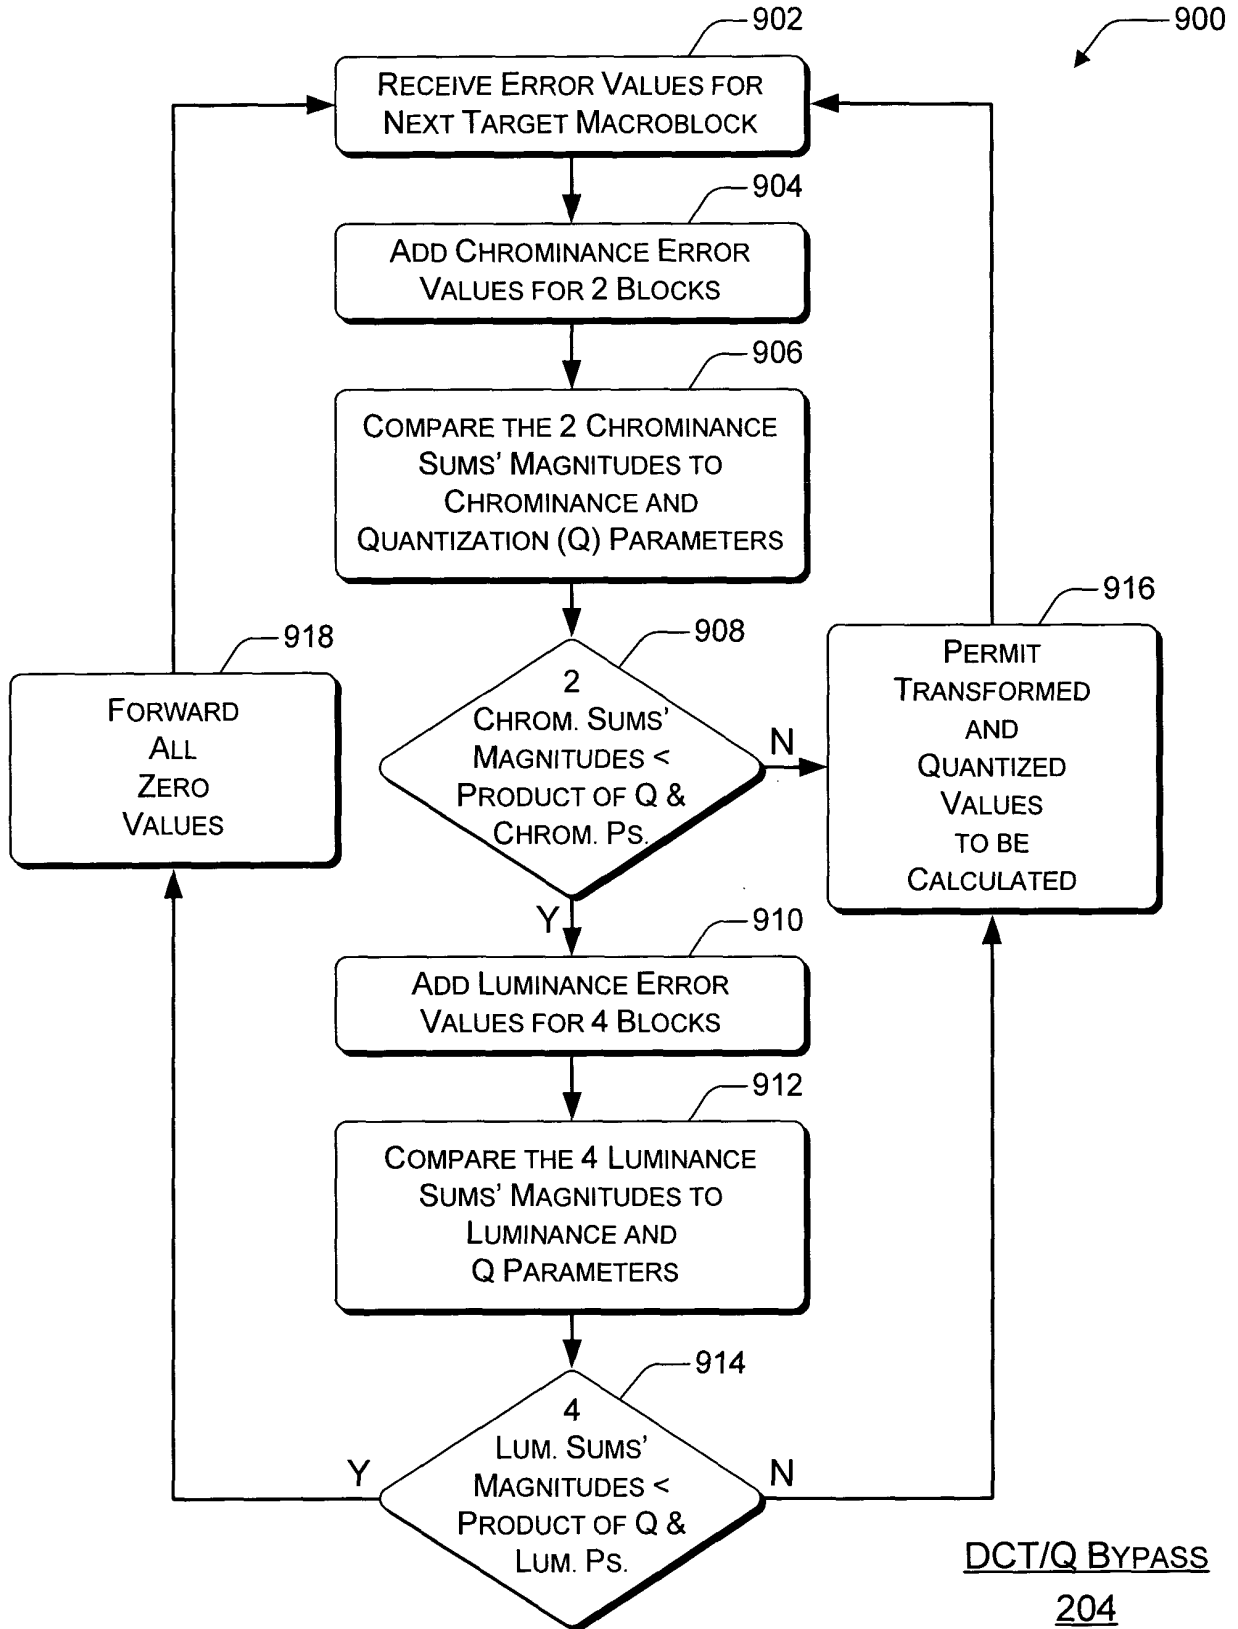 902
900
RECEIVE ERROR VALUES FOR
NEXT TARGET MACROBLOCK
904
ADD CHROMINANCE ERROR
VALUES FOR 2 BLOCKS
906
COMPARE THE 2 CHROMINANCE
SUMS' MAGNITUDES TO
CHROMINANCE AND
QUANTIZATION (Q) PARAMETERS
908
2
CHROM. SUMS'
MAGNITUDES <
PRODUCT OF Q &
CHROM. PS.
N
Y
916
PERMIT
TRANSFORMED
AND
QUANTIZED
VALUES
TO BE
CALCULATED
918
FORWARD
ALL
ZERO
VALUES
910
ADD LUMINANCE ERROR
VALUES FOR 4 BLOCKS
912
COMPARE THE 4 LUMINANCE
SUMS' MAGNITUDES TO
LUMINANCE AND
Q PARAMETERS
914
4
LUM. SUMS'
MAGNITUDES <
PRODUCT OF Q &
LUM. PS.
Y
N
DCT/Q BYPASS
204